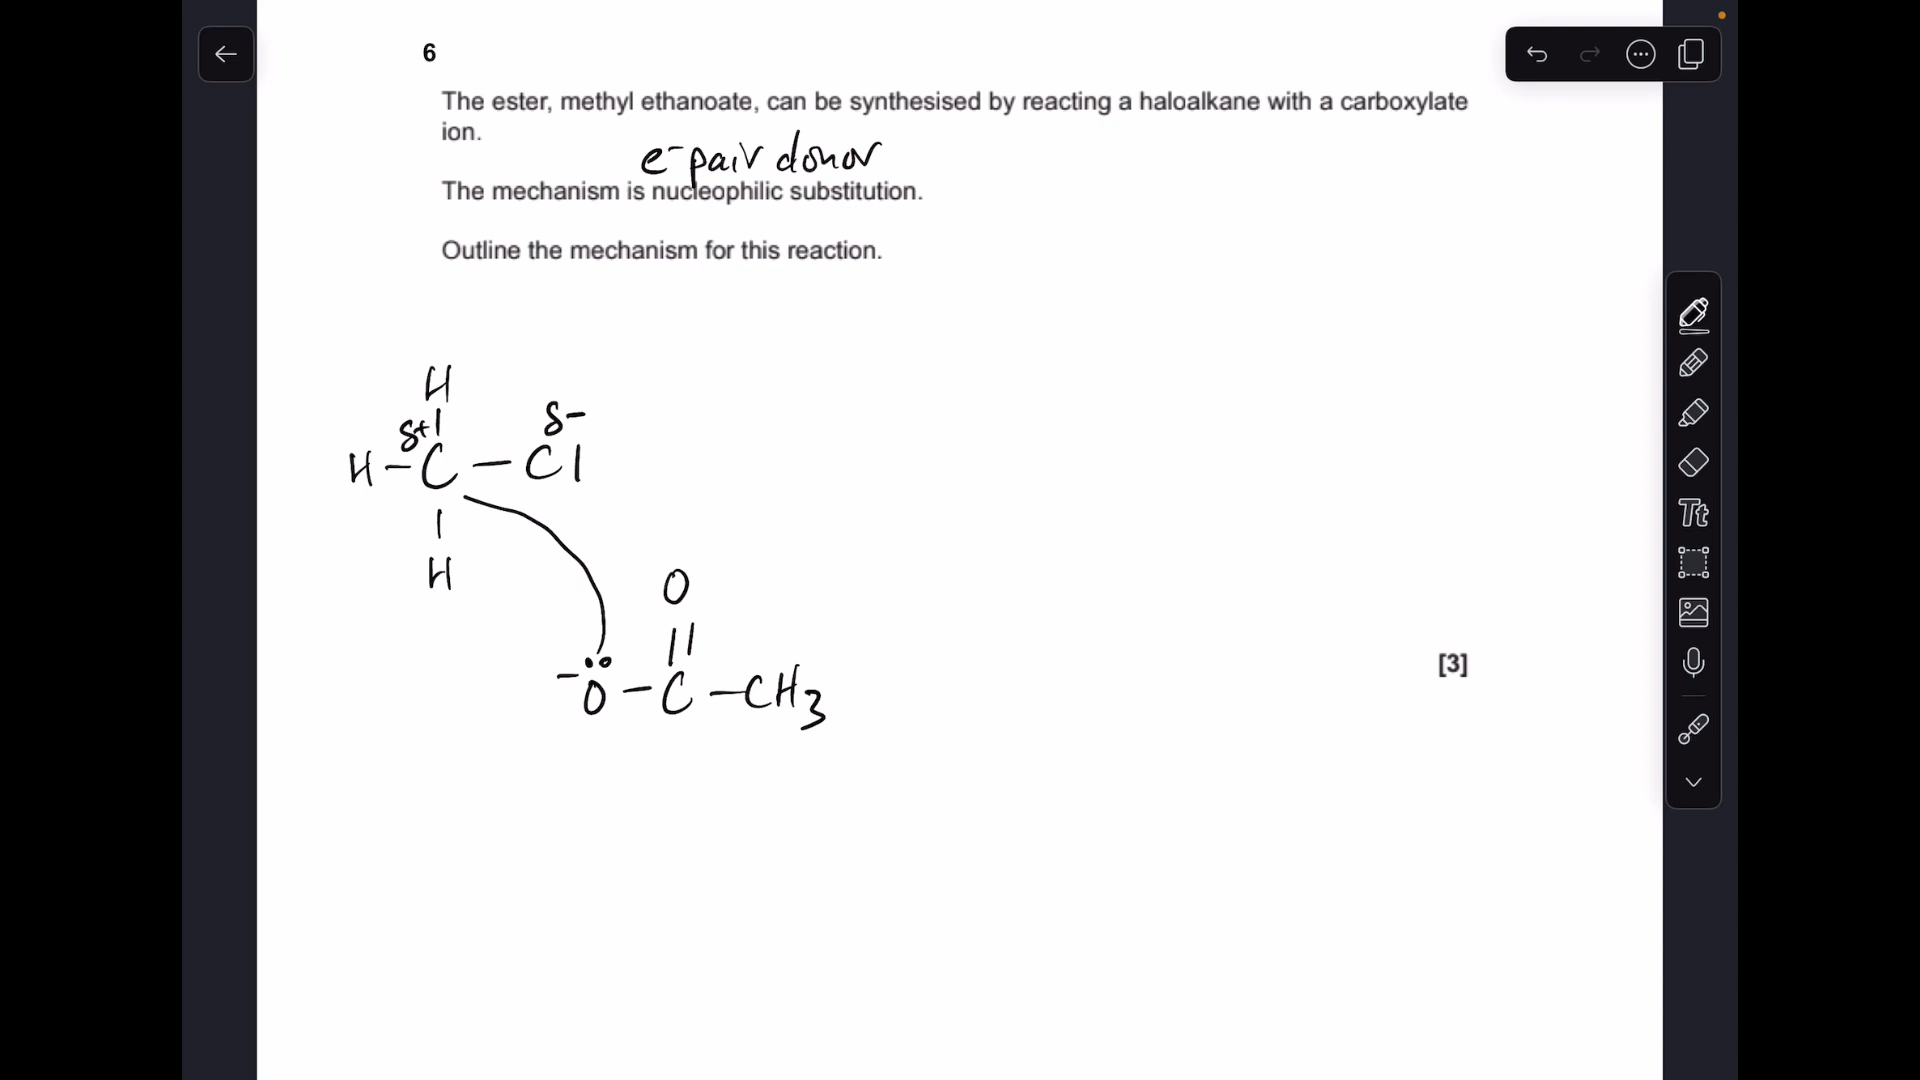 6
The ester, methyl ethanoate, can be synthesised by reacting a haloalkane with a carboxylate
ion.
e⁻pair donor
The mechanism is nucleophilic substitution.
Outline the mechanism for this reaction.
H
δ+ δ-
H-C-Cl
H
O
[3]
-:O-C-CH3
Tt